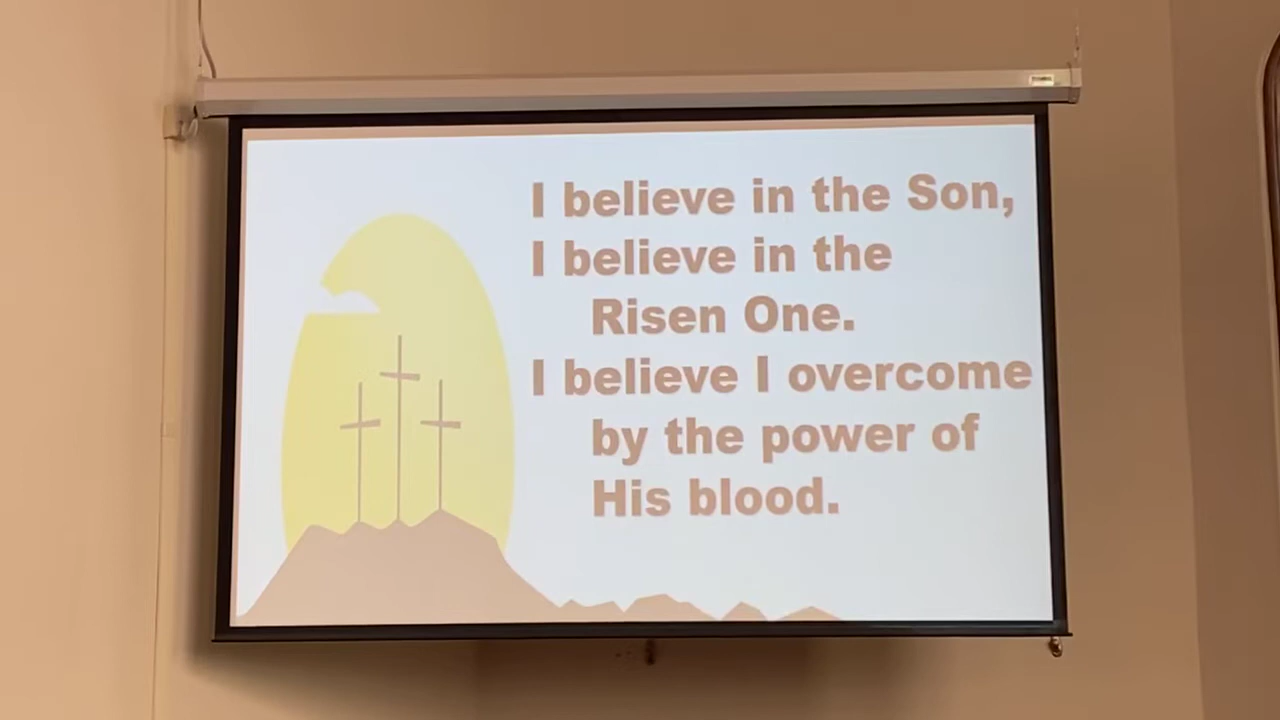 I believe in the Son,
I believe in the
Risen One.
I believe I overcome
by the power of
His blood.